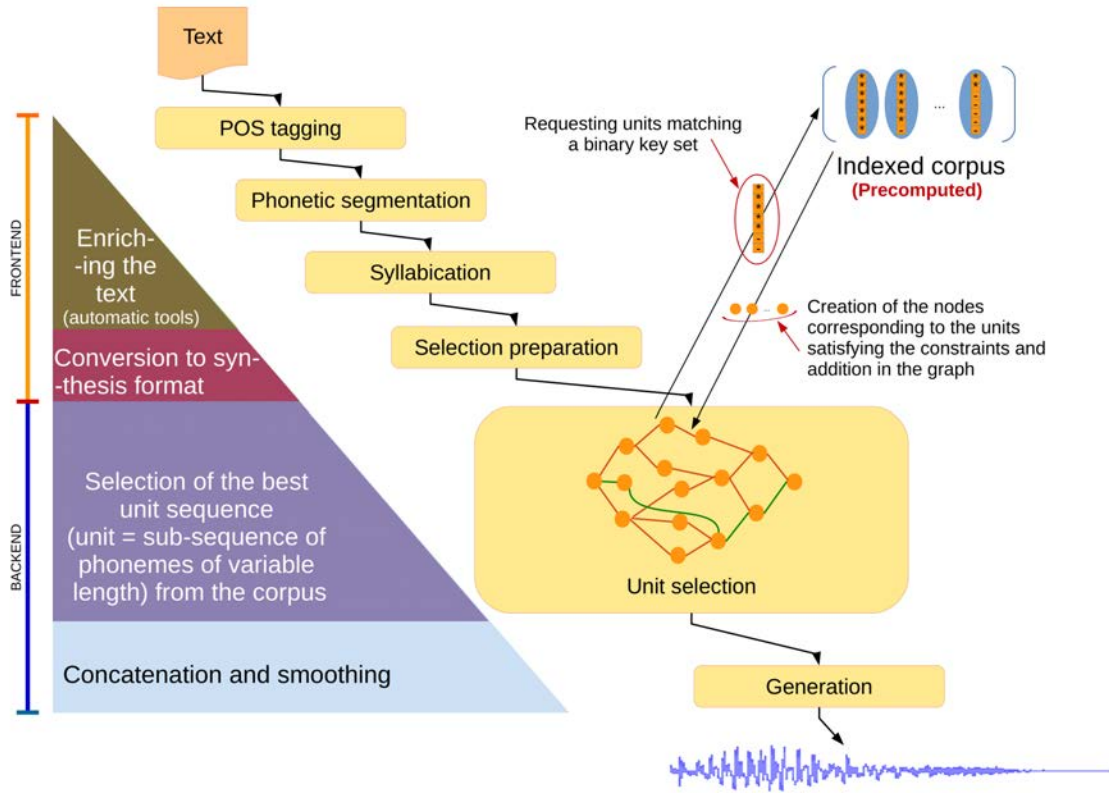 Text
POS tagging
Phonetic segmentation
Syllabication
Selection preparation
Requesting units matching
a binary key set
...
Indexed corpus
(Precomputed)
Creation of the nodes
corresponding to the units
satisfying the constraints and
addition in the graph
FRONTEND
Enrich-
-ing the
text
(automatic tools)
Conversion to syn-
-thesis format
BACKEND
Selection of the best
unit sequence
(unit = sub-sequence of
phonemes of variable
length) from the corpus
Concatenation and smoothing
Unit selection
Generation